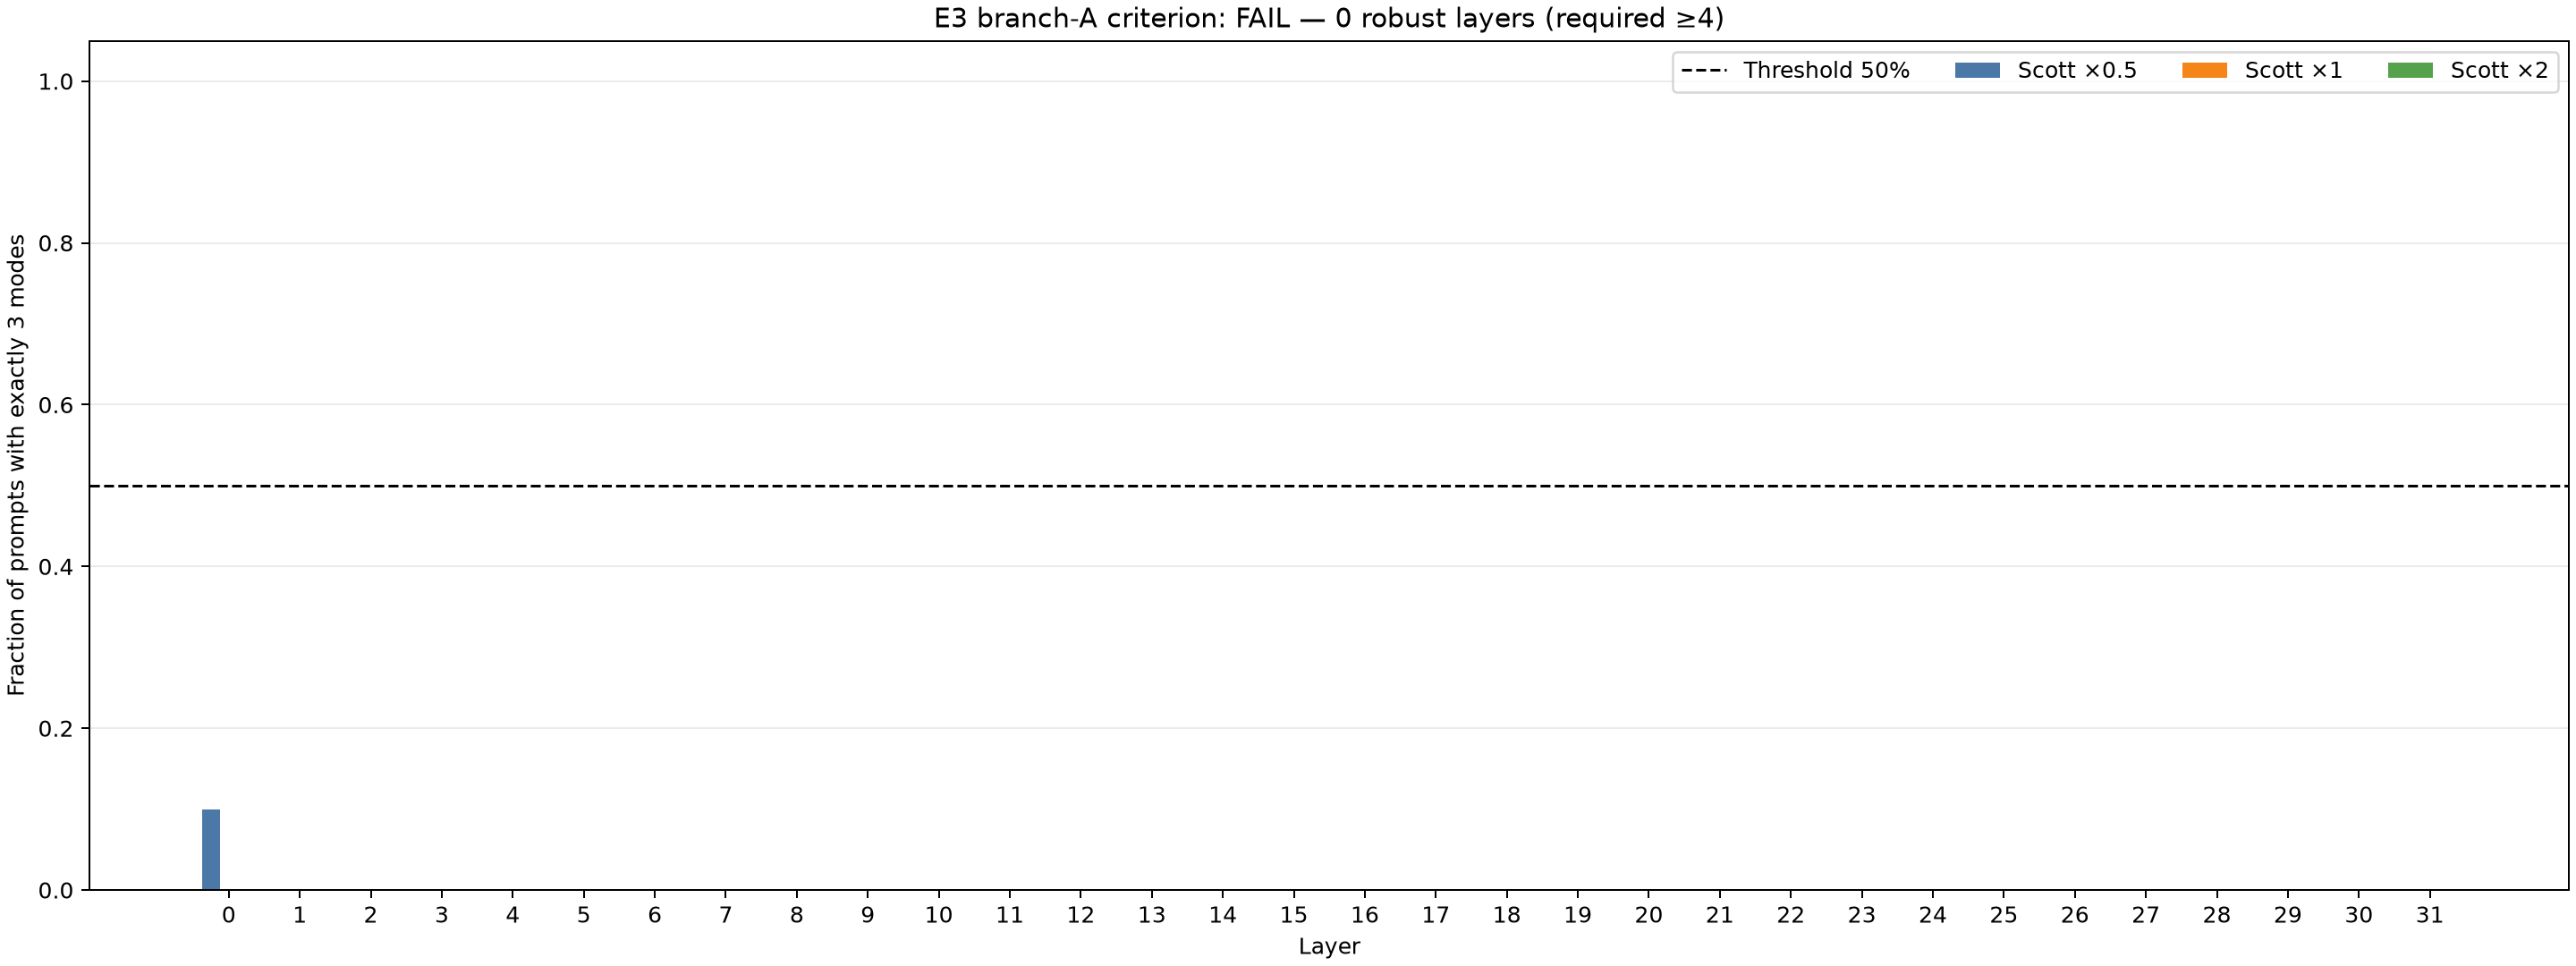 E3 branch-A criterion: FAIL — 0 robust layers (required ≥4)
Threshold 50% Scott ×0.5 Scott ×1 Scott ×2
Fraction of prompts with exactly 3 modes
1.0
0.8
0.6
0.4
0.2
0.0
0 1 2 3 4 5 6 7 8 9 10 11 12 13 14 15 16 17 18 19 20 21 22 23 24 25 26 27 28 29 30 31
Layer